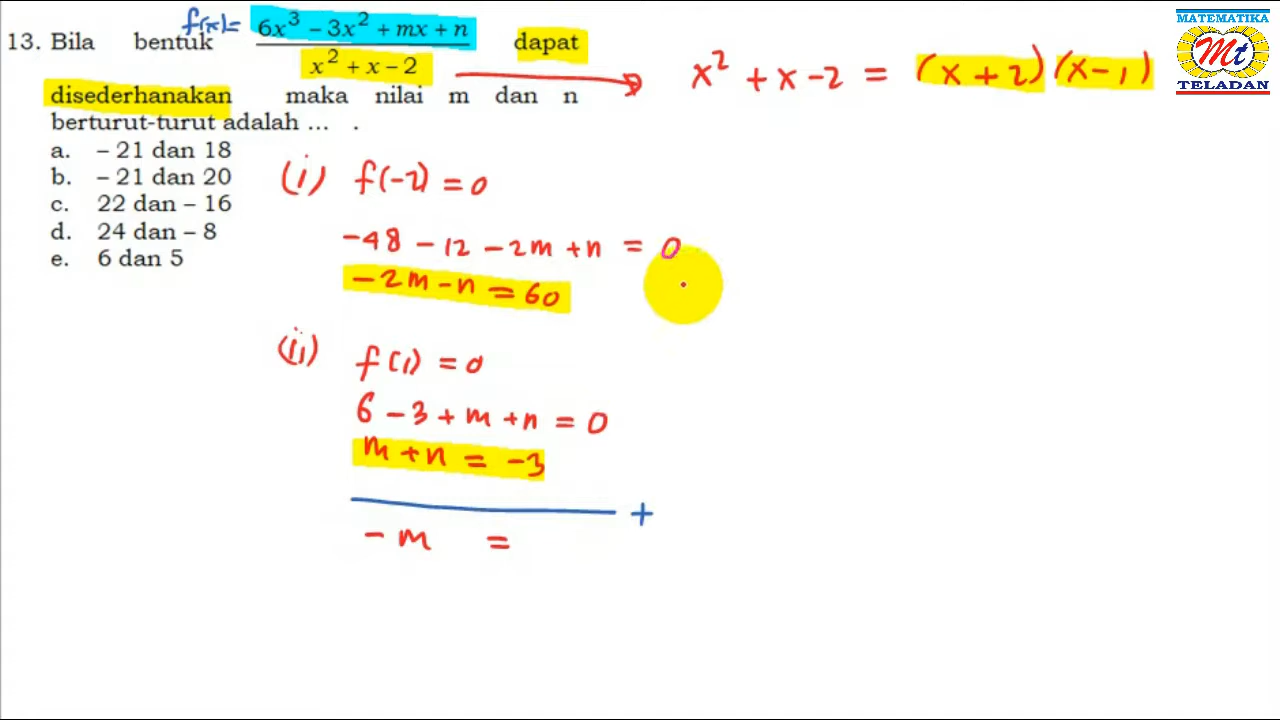 f(x)=
13. Bila bentuk 6x³ – 3x² + mx + n / x² + x – 2 dapat
disederhanakan maka nilai m dan n
berturut-turut adalah ... .
a. – 21 dan 18
b. – 21 dan 20
c. 22 dan – 16
d. 24 dan – 8
e. 6 dan 5
x² + x - 2 = (x + 2) (x - 1)
MATEMATIKA
Mt
TELADAN
(i) f(-2) = 0
-48 - 12 - 2m + n = 0
-2m - n = 60
(ii) f(1) = 0
6 - 3 + m + n = 0
m + n = -3
+
- m =